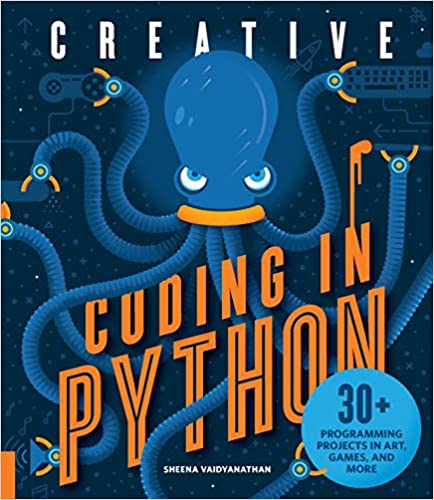 CREATIVE
CODING IN
PYTHON
30+
PROGRAMMING
PROJECTS IN ART,
GAMES, AND
MORE
SHEENA VAIDYANATHAN